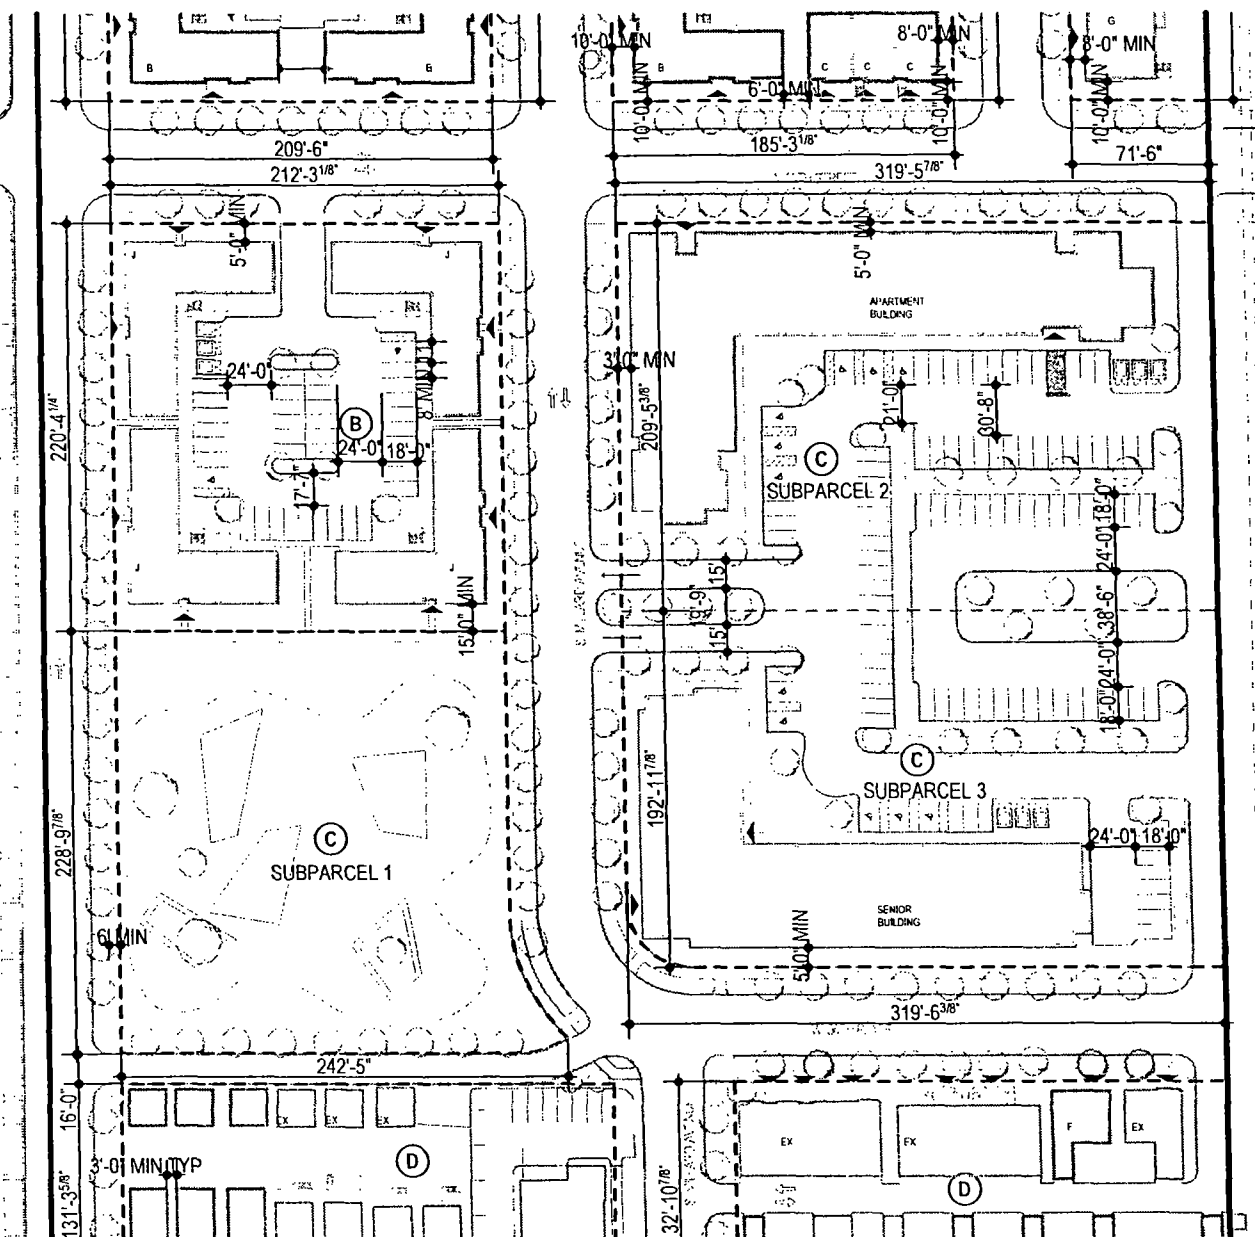 G
10'-0" MIN
8'-0" MIN
8'-0" MIN
B
G
B
C
C
C
6'-0" MIN
10'-0" MIN
10'-0" MIN
10'-0" MIN
209'-6"
185'-3 1/8"
71'-6"
212'-3 1/8"
319'-5 7/8"
5'-0" MIN
5'-0" MIN
APARTMENT
BUILDING
3'-0" MIN
24'-0"
8' MIN
21'-0"
30'-8"
220'-4 1/4"
209'-5 3/8"
B
24'-0"
18'-0"
17'-7"
C
SUBPARCEL 2
18'-0"
24'-0"
38'-6"
24'-0"
18'-0"
15'
19'-9"
15'
15'-0" MIN
C
SUBPARCEL 3
192'-11 7/8"
228'-9 7/8"
C
SUBPARCEL 1
24'-0"
18'-0"
6' MIN
SENIOR
BUILDING
5'-0" MIN
319'-6 3/8"
242'-5"
16'-0"
EX
EX
EX
D
EX
EX
F
EX
3'-0" MIN TYP
D
131'-3 5/8"
32'-10 7/8"